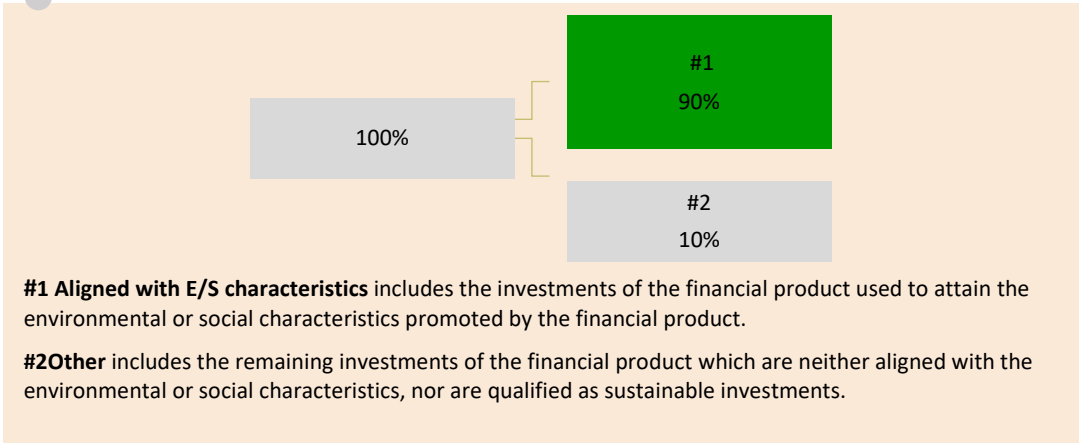 #1
90%
100%
#2
10%
#1 Aligned with E/S characteristics includes the investments of the financial product used to attain the
environmental or social characteristics promoted by the financial product.
#2Other includes the remaining investments of the financial product which are neither aligned with the
environmental or social characteristics, nor are qualified as sustainable investments.